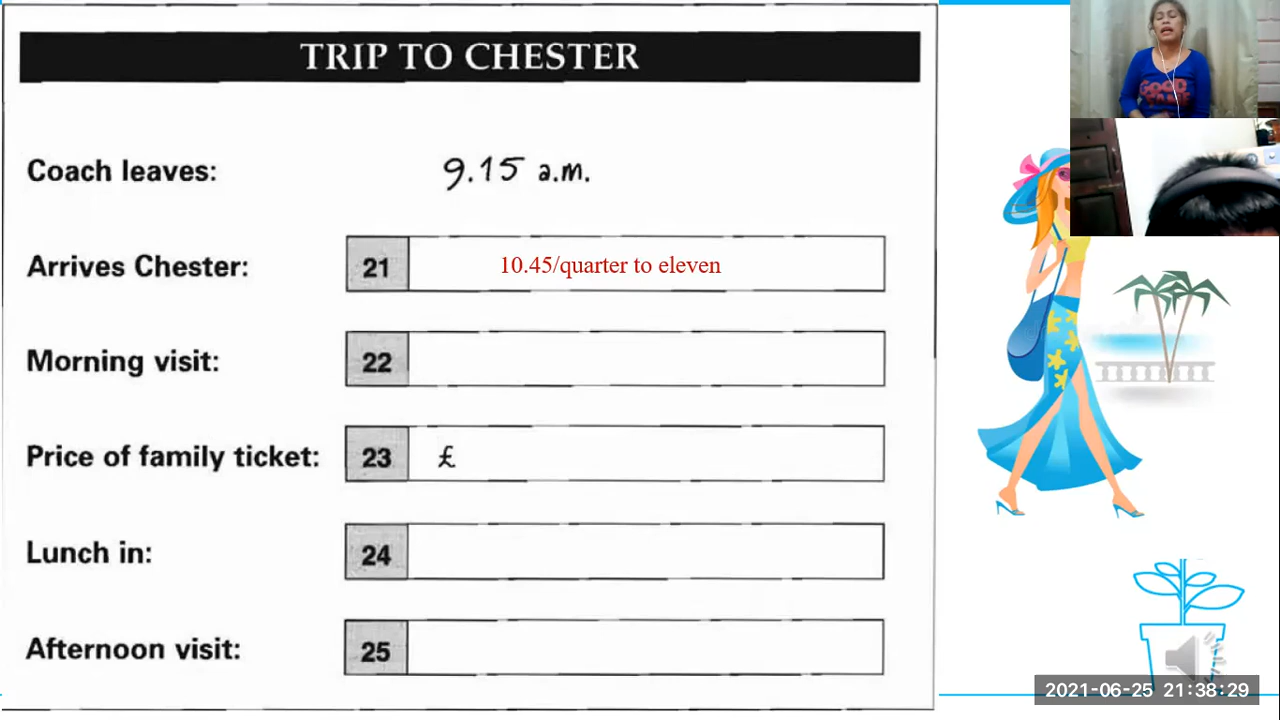 TRIP TO CHESTER
Coach leaves: 9.15 a.m.
Arrives Chester: 21 10.45/quarter to eleven
Morning visit: 22
Price of family ticket: 23 £
Lunch in: 24
Afternoon visit: 25
GOOD
2021-06-25 21:38:29